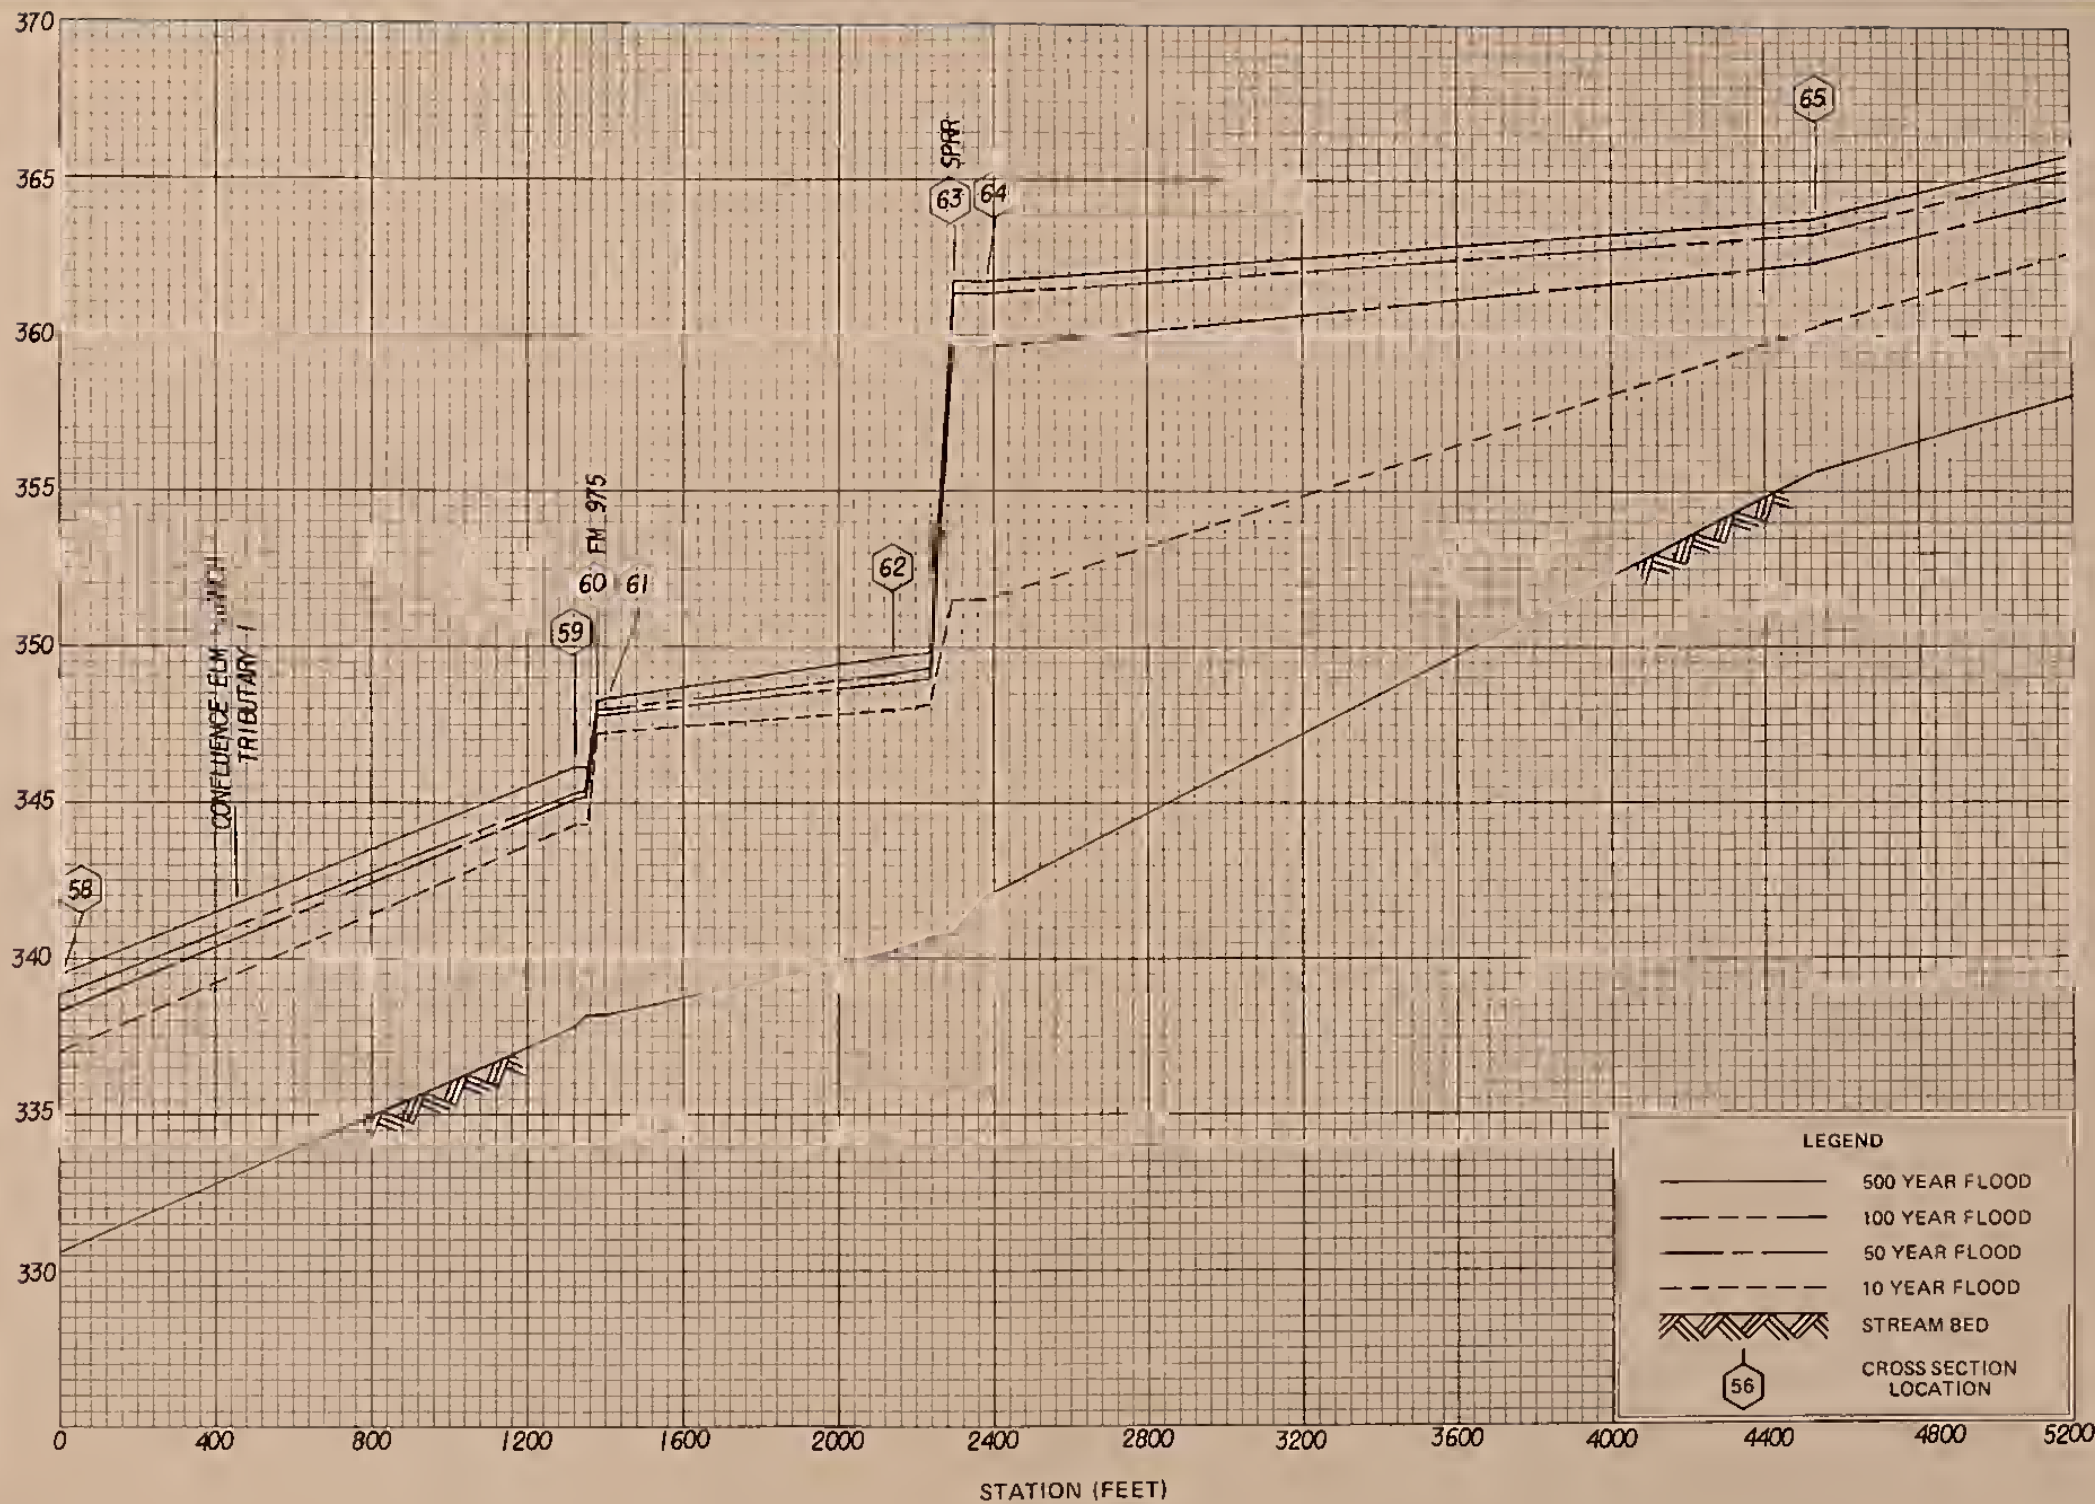 370
365
360
355
350
345
340
335
330
58
CONFLUENCE ELM
TRIBUTARY 1
59
60
FM 975
61
62
63
SPRR
64
65
LEGEND
500 YEAR FLOOD
100 YEAR FLOOD
50 YEAR FLOOD
10 YEAR FLOOD
STREAM BED
56
CROSS SECTION
LOCATION
0 400 800 1200 1600 2000 2400 2800 3200 3600 4000 4400 4800 5200
STATION (FEET)